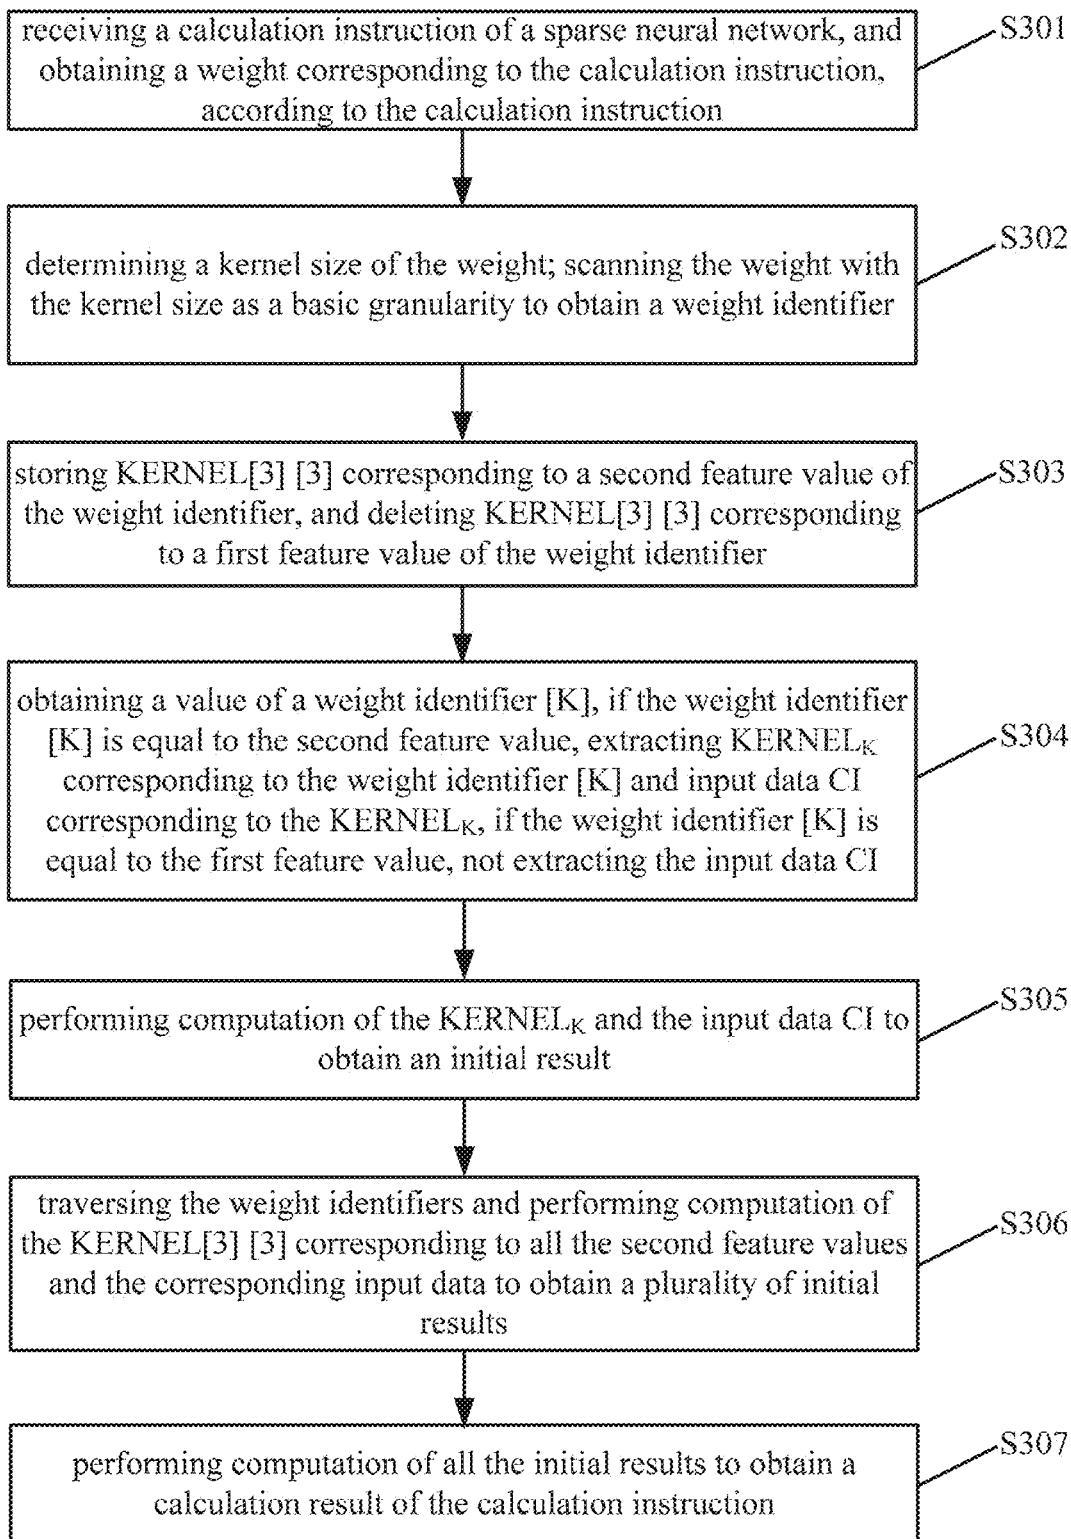 receiving a calculation instruction of a sparse neural network, and
obtaining a weight corresponding to the calculation instruction,
according to the calculation instruction
S301
determining a kernel size of the weight; scanning the weight with
the kernel size as a basic granularity to obtain a weight identifier
S302
storing KERNEL[3] [3] corresponding to a second feature value of
the weight identifier, and deleting KERNEL[3] [3] corresponding
to a first feature value of the weight identifier
S303
obtaining a value of a weight identifier [K], if the weight identifier
[K] is equal to the second feature value, extracting KERNELK
corresponding to the weight identifier [K] and input data CI
corresponding to the KERNELK, if the weight identifier [K] is
equal to the first feature value, not extracting the input data CI
S304
performing computation of the KERNELK and the input data CI to
obtain an initial result
S305
traversing the weight identifiers and performing computation of
the KERNEL[3] [3] corresponding to all the second feature values
and the corresponding input data to obtain a plurality of initial
results
S306
performing computation of all the initial results to obtain a
calculation result of the calculation instruction
S307